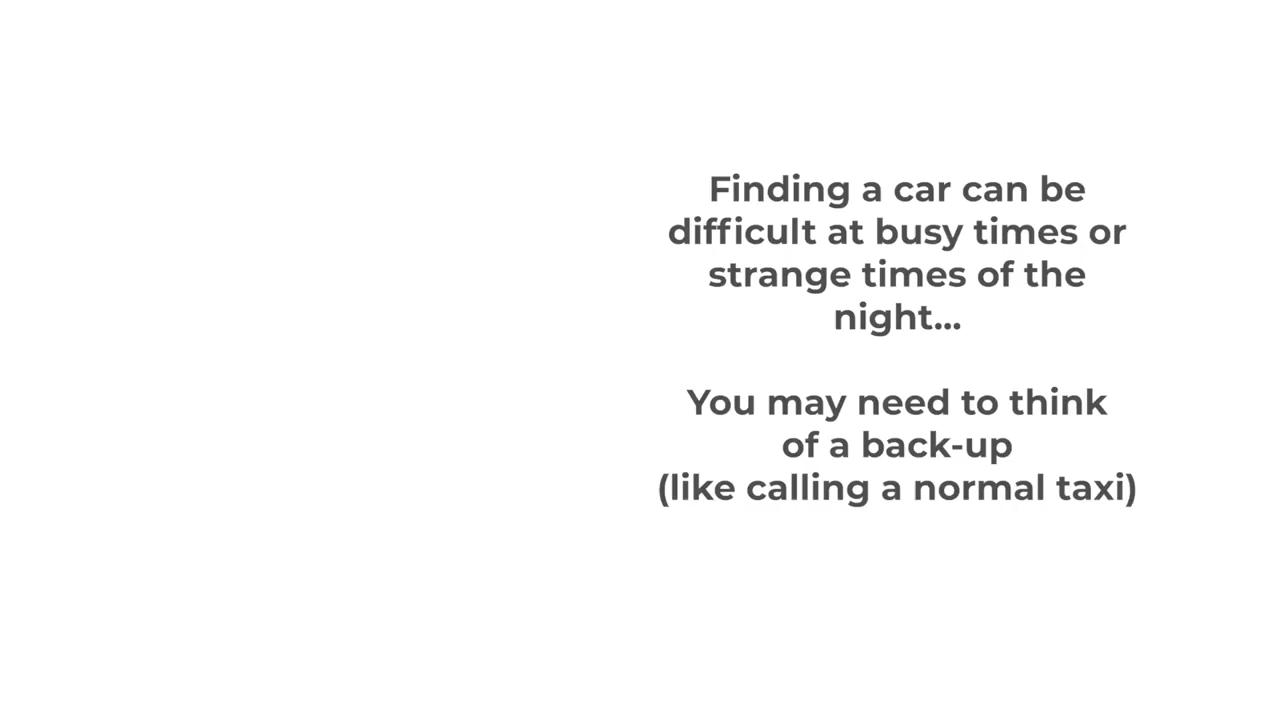 Finding a car can be
difficult at busy times or
strange times of the
night...
You may need to think
of a back-up
(like calling a normal taxi)